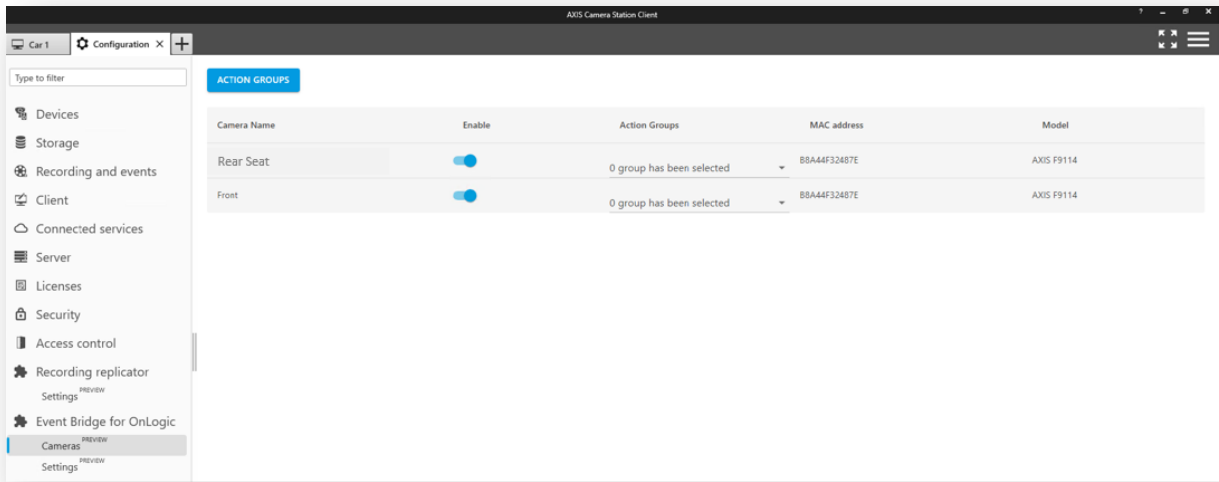 AXIS Camera Station Client
Car 1
Configuration
Type to filter
ACTION GROUPS
Devices
Storage
Recording and events
Client
Connected services
Server
Licenses
Security
Access control
Recording replicator
Settings PREVIEW
Event Bridge for OnLogic
Cameras PREVIEW
Settings PREVIEW
Camera Name Enable Action Groups MAC address Model
Rear Seat 0 group has been selected B8A44F32487E AXIS F9114
Front 0 group has been selected B8A44F32487E AXIS F9114